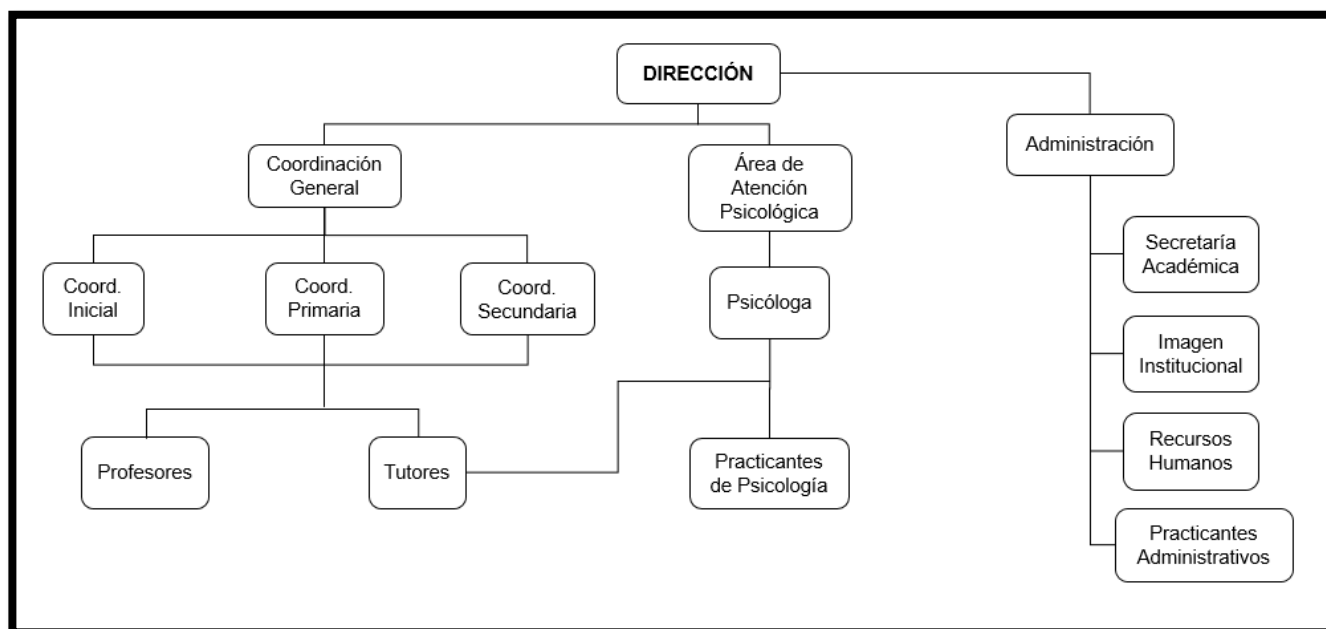 DIRECCIÓN
Administración
Coordinación
General
Área de
Atención
Psicológica
Secretaría
Académica
Coord.
Inicial
Coord.
Primaria
Coord.
Secundaria
Psicóloga
Imagen
Institucional
Profesores
Tutores
Practicantes
de Psicología
Recursos
Humanos
Practicantes
Administrativos